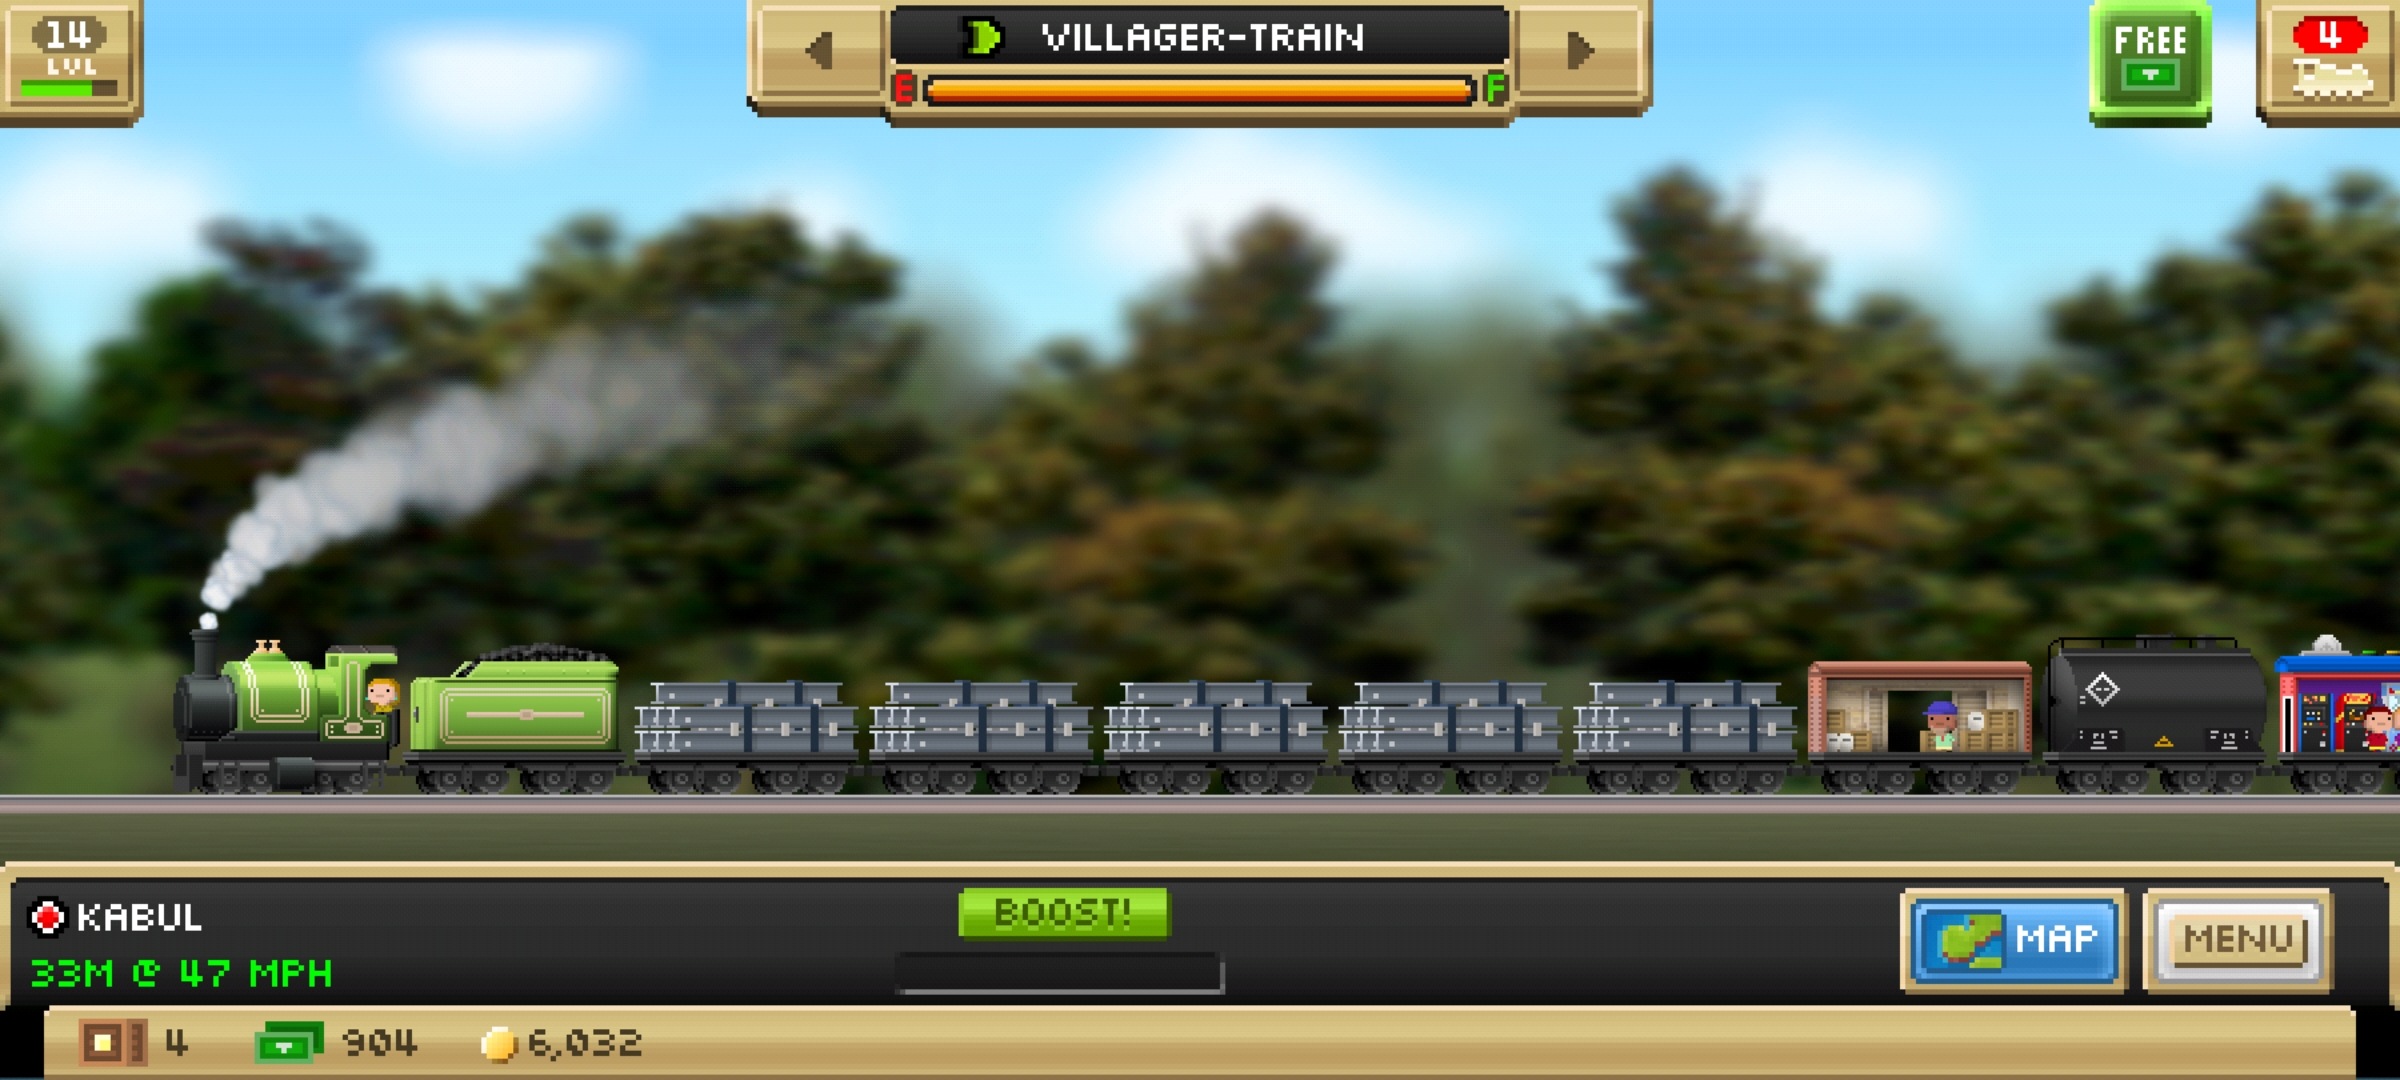 14
LVL
VILLAGER-TRAIN
E F
FREE
4
KABUL
33M @ 47 MPH
BOOST!
MAP
MENU
4
904
6,032